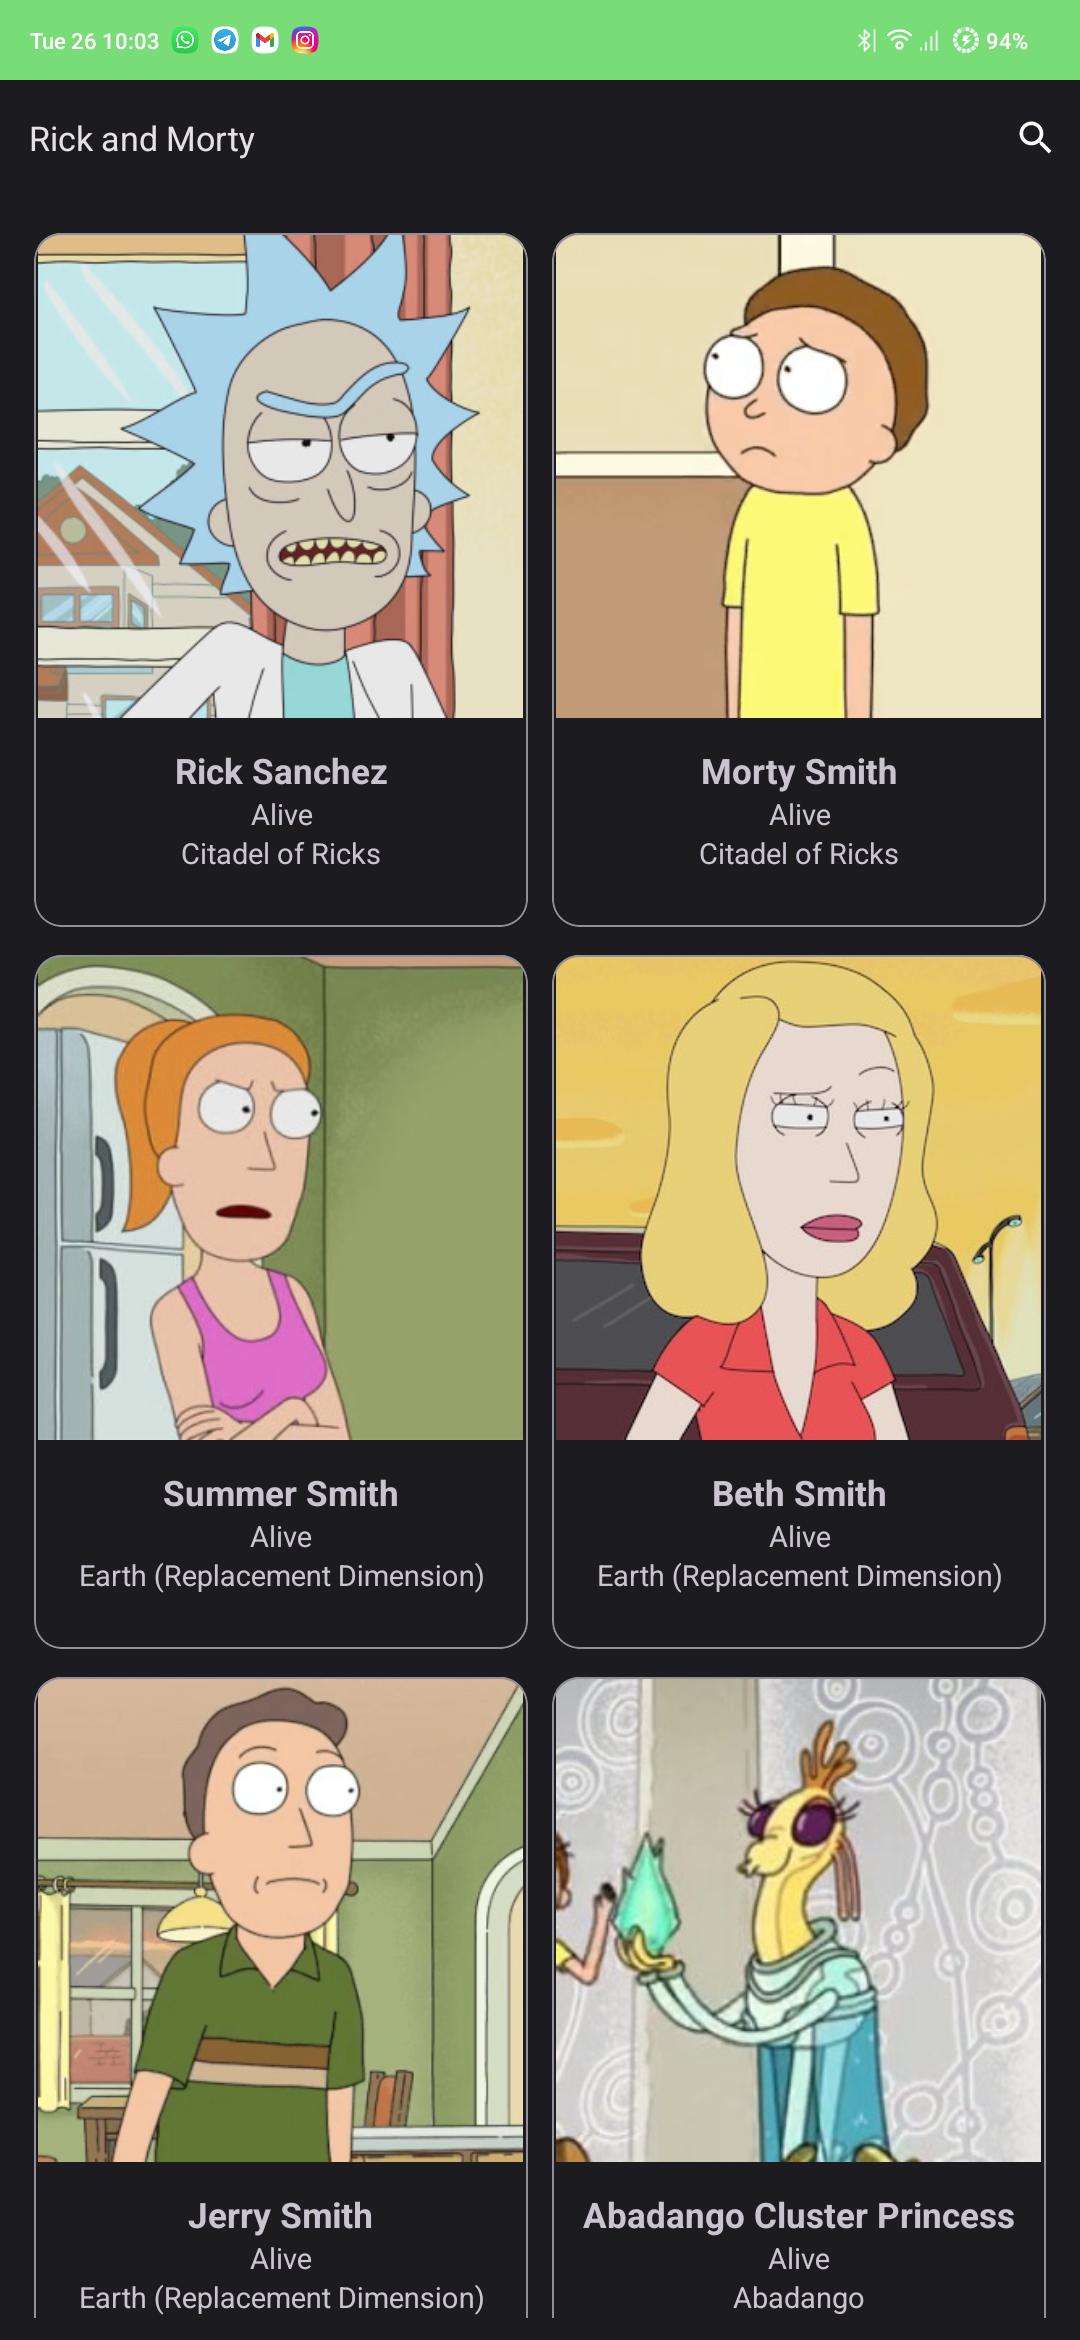 Tue 26 10:03
94%
Rick and Morty
Rick Sanchez
Alive
Citadel of Ricks
Morty Smith
Alive
Citadel of Ricks
Summer Smith
Alive
Earth (Replacement Dimension)
Beth Smith
Alive
Earth (Replacement Dimension)
Jerry Smith
Alive
Earth (Replacement Dimension)
Abadango Cluster Princess
Alive
Abadango